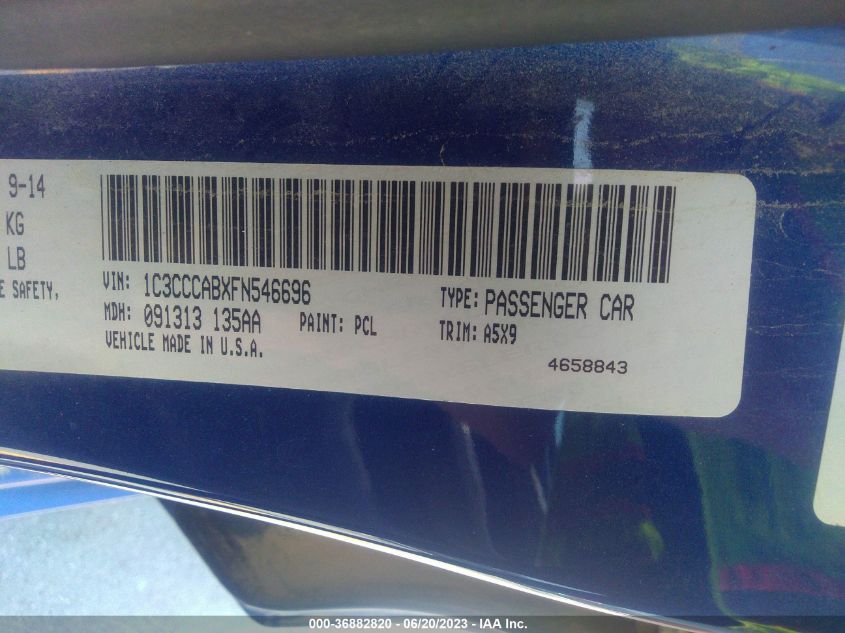 9-14
KG
LB
E SAFETY,
VIN: 1C3CCCABXFN546696
TYPE: PASSENGER CAR
MDH: 091313 135AA PAINT: PCL
TRIM: A5X9
VEHICLE MADE IN U.S.A.
4658843
000-36882820 - 06/20/2023 - IAA Inc.